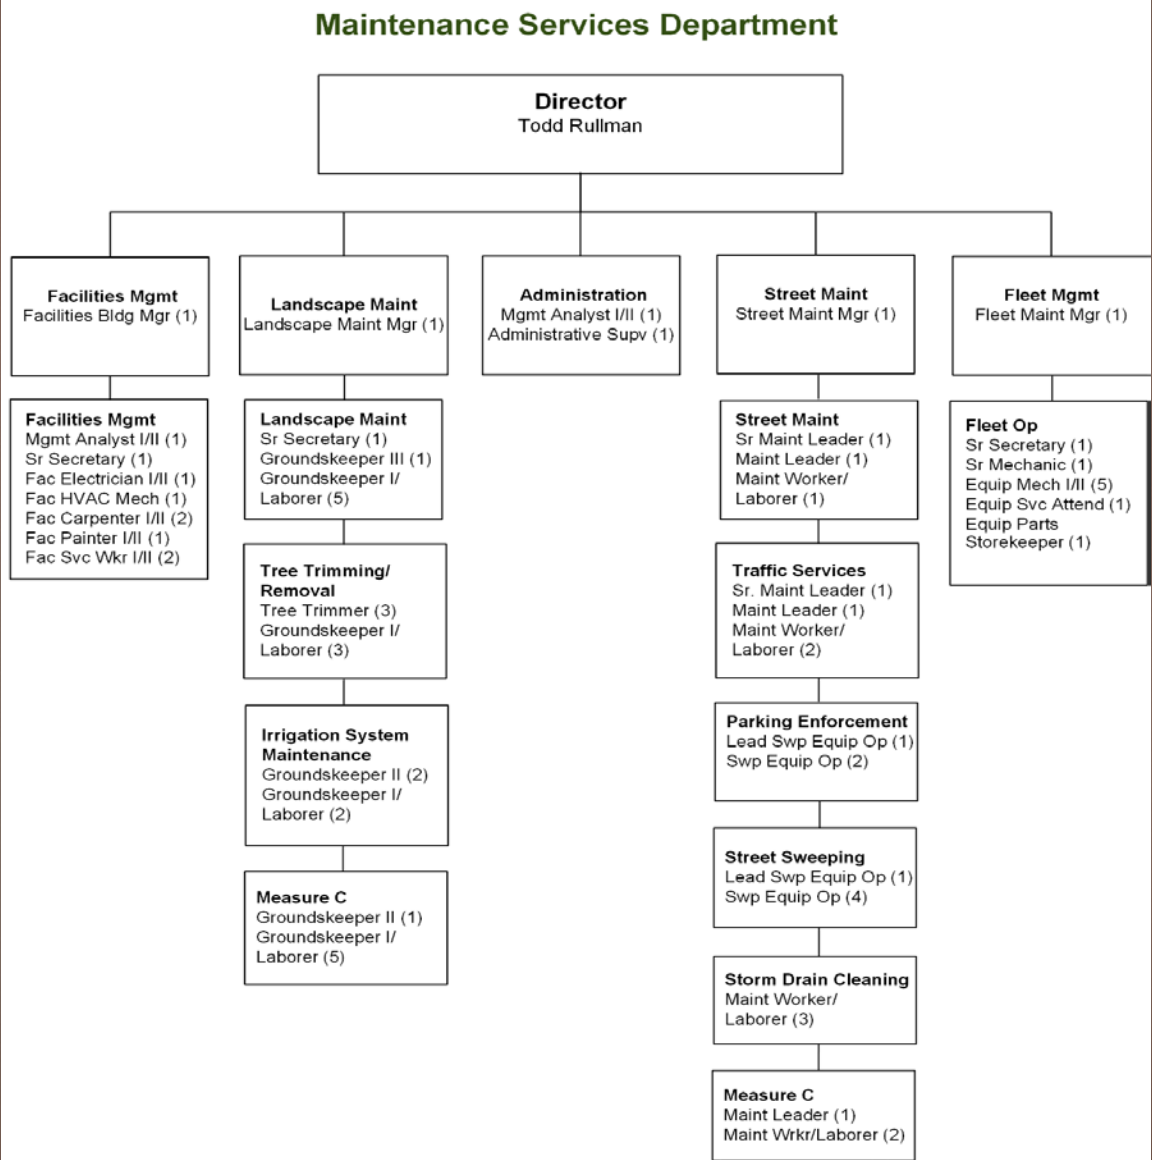 Maintenance Services Department
Director
Todd Rullman
Facilities Mgmt
Facilities Bldg Mgr (1)
Landscape Maint
Landscape Maint Mgr (1)
Administration
Mgmt Analyst I/II (1)
Administrative Supv (1)
Street Maint
Street Maint Mgr (1)
Fleet Mgmt
Fleet Maint Mgr (1)
Facilities Mgmt
Mgmt Analyst I/II (1)
Sr Secretary (1)
Fac Electrician I/II (1)
Fac HVAC Mech (1)
Fac Carpenter I/II (2)
Fac Painter I/II (1)
Fac Svc Wkr I/II (2)
Landscape Maint
Sr Secretary (1)
Groundskeeper III (1)
Groundskeeper I/
Laborer (5)
Tree Trimming/
Removal
Tree Trimmer (3)
Groundskeeper I/
Laborer (3)
Irrigation System
Maintenance
Groundskeeper II (2)
Groundskeeper I/
Laborer (2)
Measure C
Groundskeeper II (1)
Groundskeeper I/
Laborer (5)
Street Maint
Sr Maint Leader (1)
Maint Leader (1)
Maint Worker/
Laborer (1)
Traffic Services
Sr. Maint Leader (1)
Maint Leader (1)
Maint Worker/
Laborer (2)
Parking Enforcement
Lead Swp Equip Op (1)
Swp Equip Op (2)
Street Sweeping
Lead Swp Equip Op (1)
Swp Equip Op (4)
Storm Drain Cleaning
Maint Worker/
Laborer (3)
Measure C
Maint Leader (1)
Maint Wrkr/Laborer (2)
Fleet Op
Sr Secretary (1)
Sr Mechanic (1)
Equip Mech I/II (5)
Equip Svc Attend (1)
Equip Parts
Storekeeper (1)